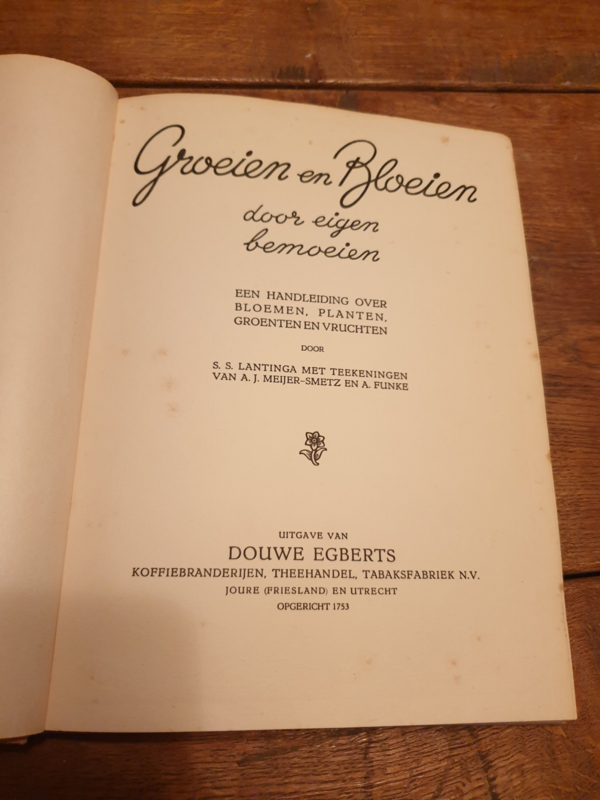 Groeien en Bloeien
door eigen
bemoeien
EEN HANDLEIDING OVER
BLOEMEN, PLANTEN,
GROENTEN EN VRUCHTEN
DOOR
S. S. LANTINGA MET TEEKENINGEN
VAN A. J. MEIJER-SMETZ EN A. FUNKE
UITGAVE VAN
DOUWE EGBERTS
KOFFIEBRANDERIJEN, THEEHANDEL, TABAKSFABRIEK N.V.
JOURE (FRIESLAND) EN UTRECHT
OPGERICHT 1753